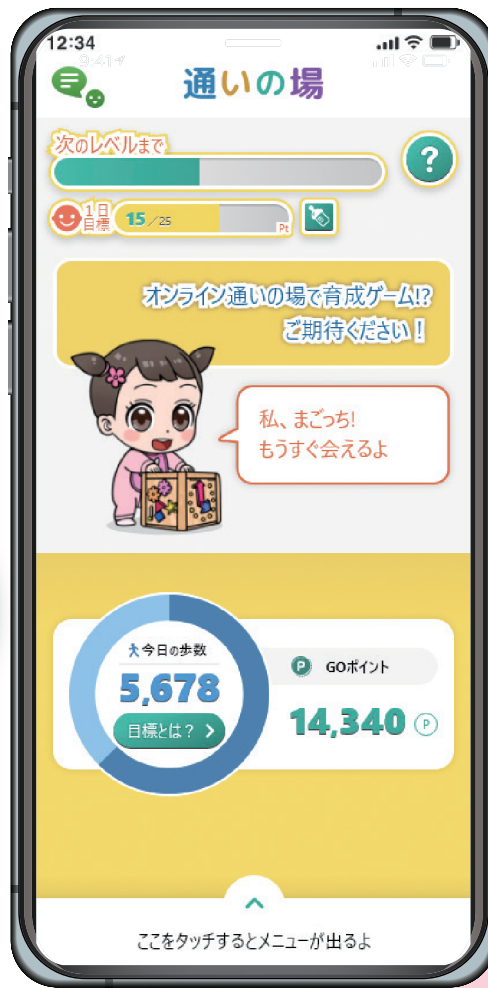 12:34
9:41
通いの場
次のレベルまで
?
1日
目標
15/25
Pt
オンライン通いの場で育成ゲーム!?
ご期待ください！
私、まごっち!
もうすぐ会えるよ
今日の歩数
5,678
目標とは？
P GOポイント
14,340 P
ここをタッチするとメニューが出るよ